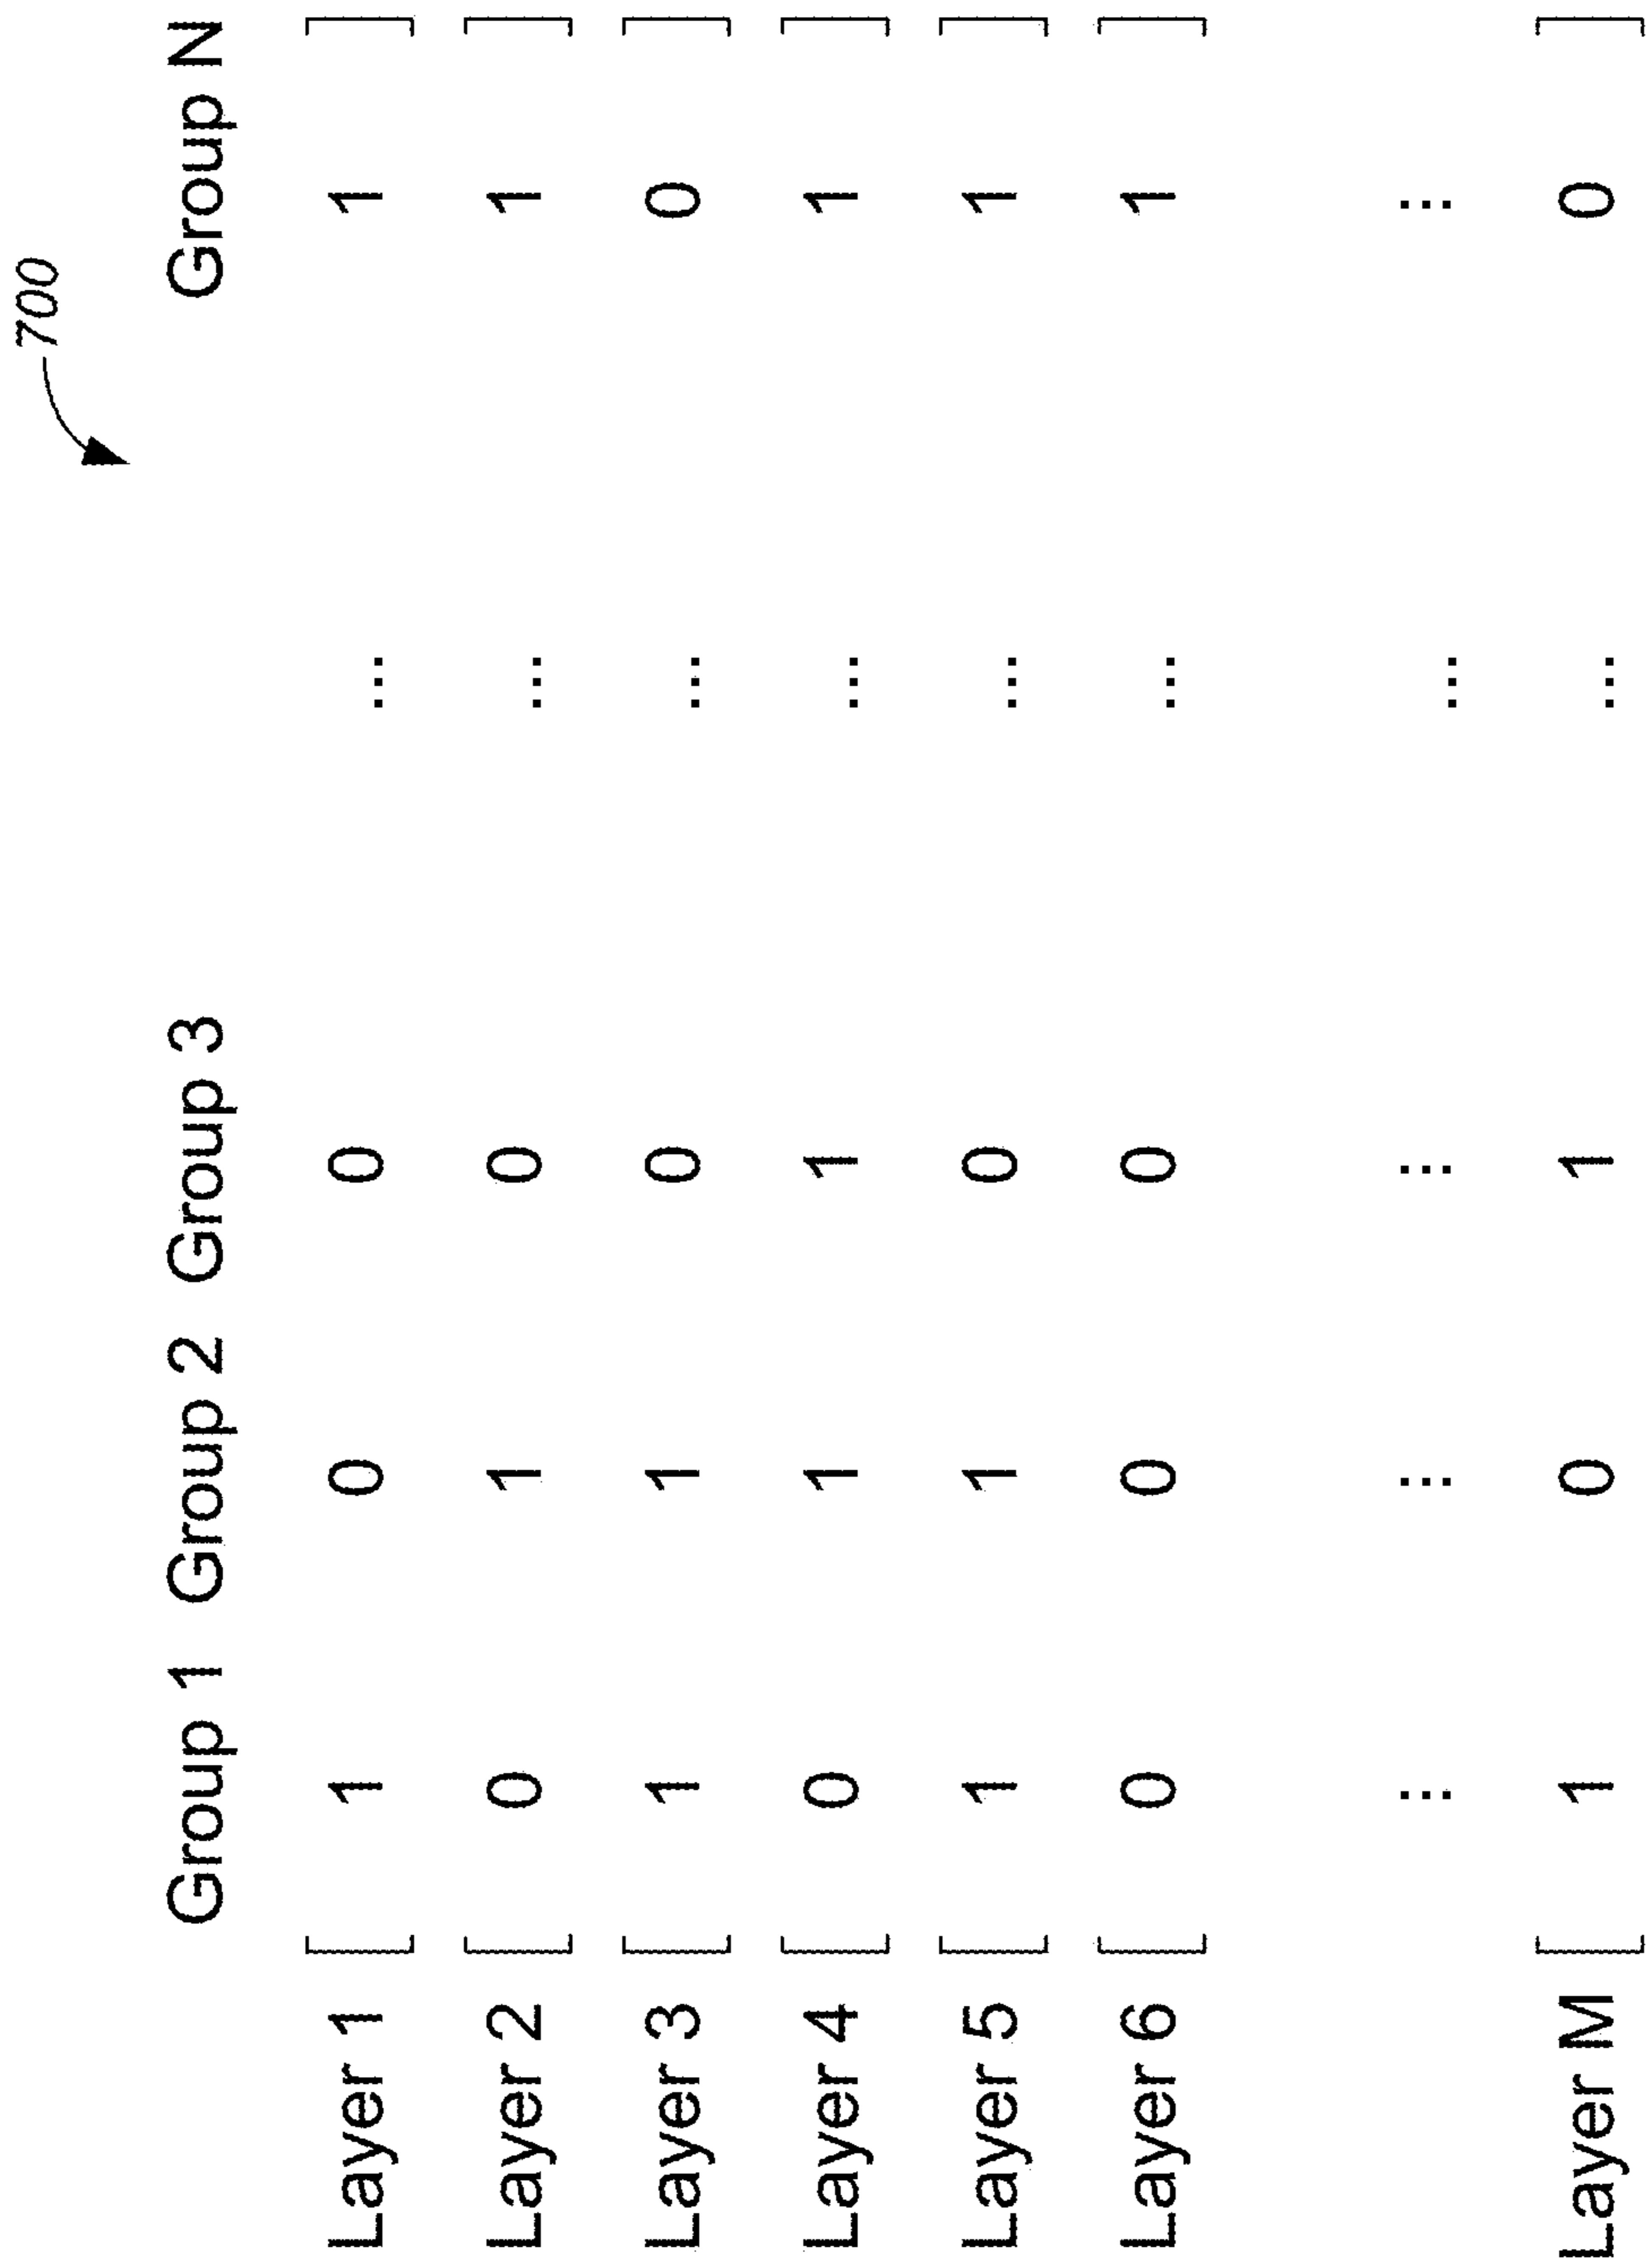 700
Group 1 Group 2 Group 3 Group N
Layer 1 [ 1 0 0 ... 1 ]
Layer 2 [ 0 1 0 ... 1 ]
Layer 3 [ 1 1 0 ... 0 ]
Layer 4 [ 0 1 1 ... 1 ]
Layer 5 [ 1 1 0 ... 1 ]
Layer 6 [ 0 0 0 ... 1 ]
... ... ... ... ...
Layer M [ 1 0 1 ... 0 ]